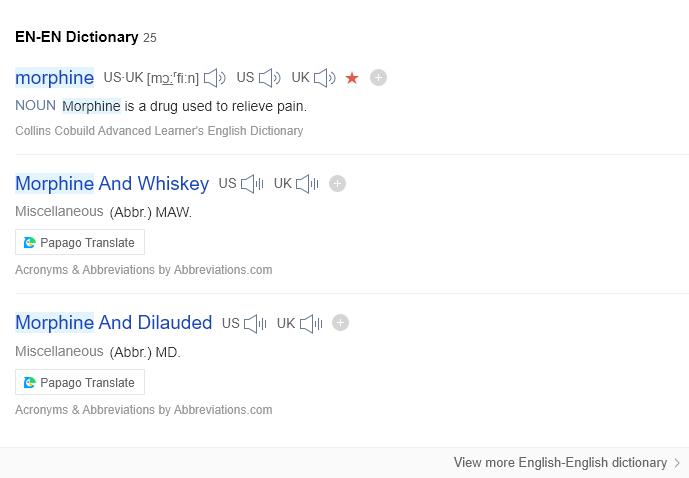 EN-EN Dictionary 25
morphine US·UK [mɔːˈfiːn] US UK
NOUN Morphine is a drug used to relieve pain.
Collins Cobuild Advanced Learner's English Dictionary
Morphine And Whiskey US UK
Miscellaneous (Abbr.) MAW.
Papago Translate
Acronyms & Abbreviations by Abbreviations.com
Morphine And Dilauded US UK
Miscellaneous (Abbr.) MD.
Papago Translate
Acronyms & Abbreviations by Abbreviations.com
View more English-English dictionary